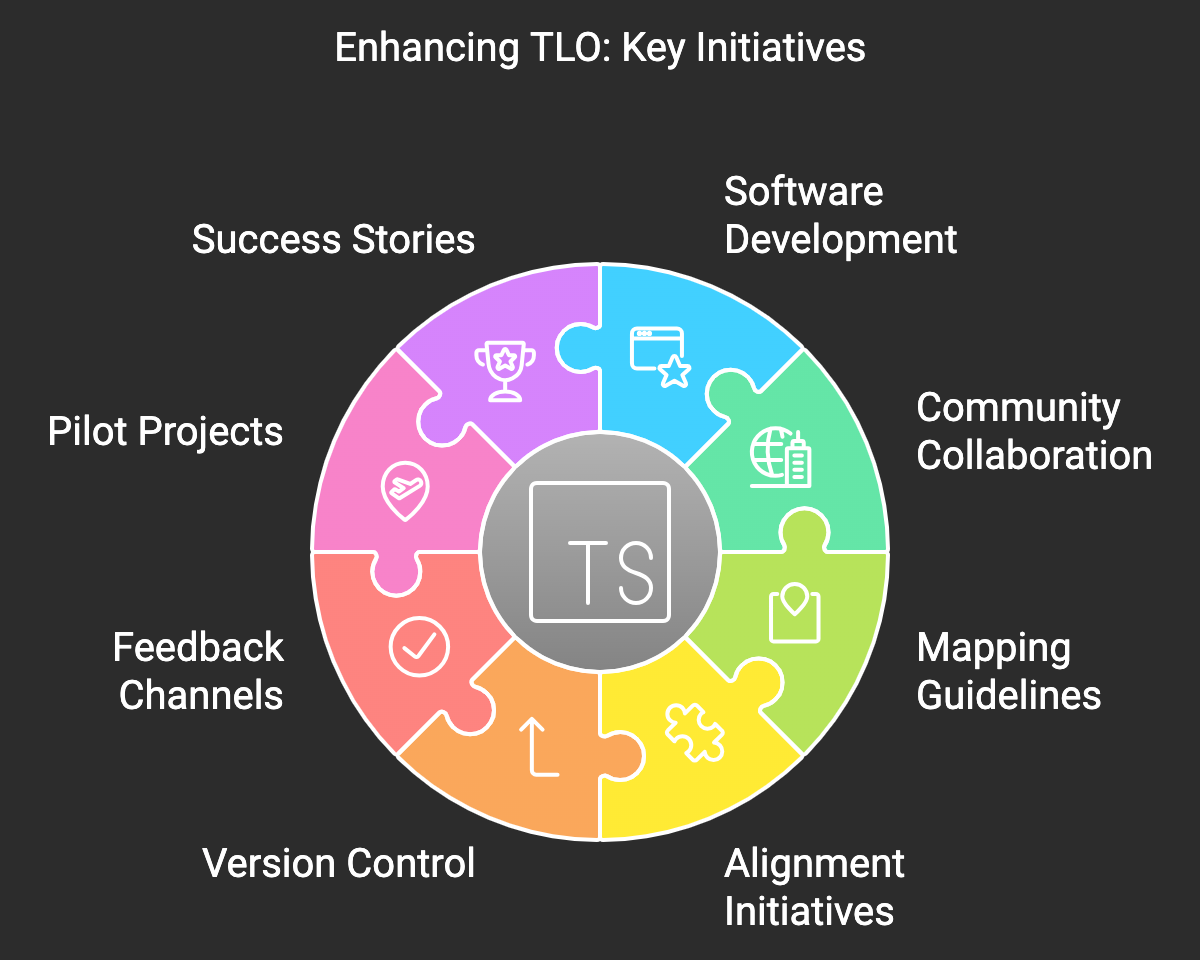 Enhancing TLO: Key Initiatives
Software
Development
Success Stories
Community
Collaboration
Pilot Projects
TS
Mapping
Guidelines
Feedback
Channels
Version Control
Alignment
Initiatives